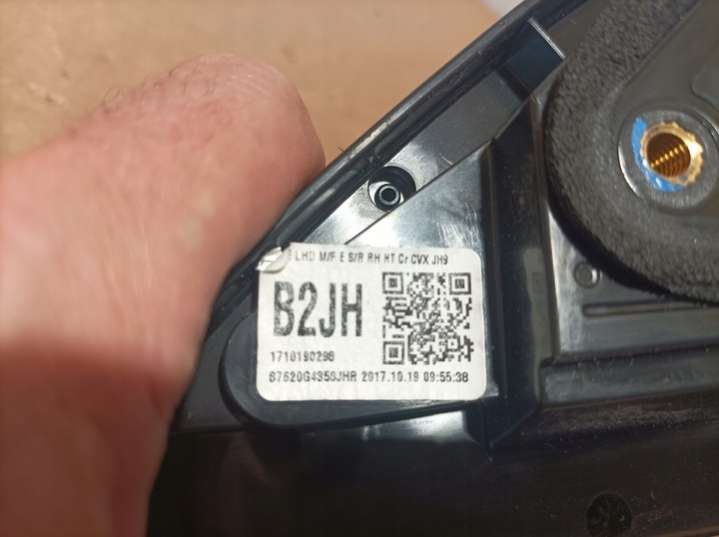 LHD M/F E S/R RH HT Cr CVX JH9
B2JH
1710190296
87620G4350JHR 2017.10.19 09:55:38